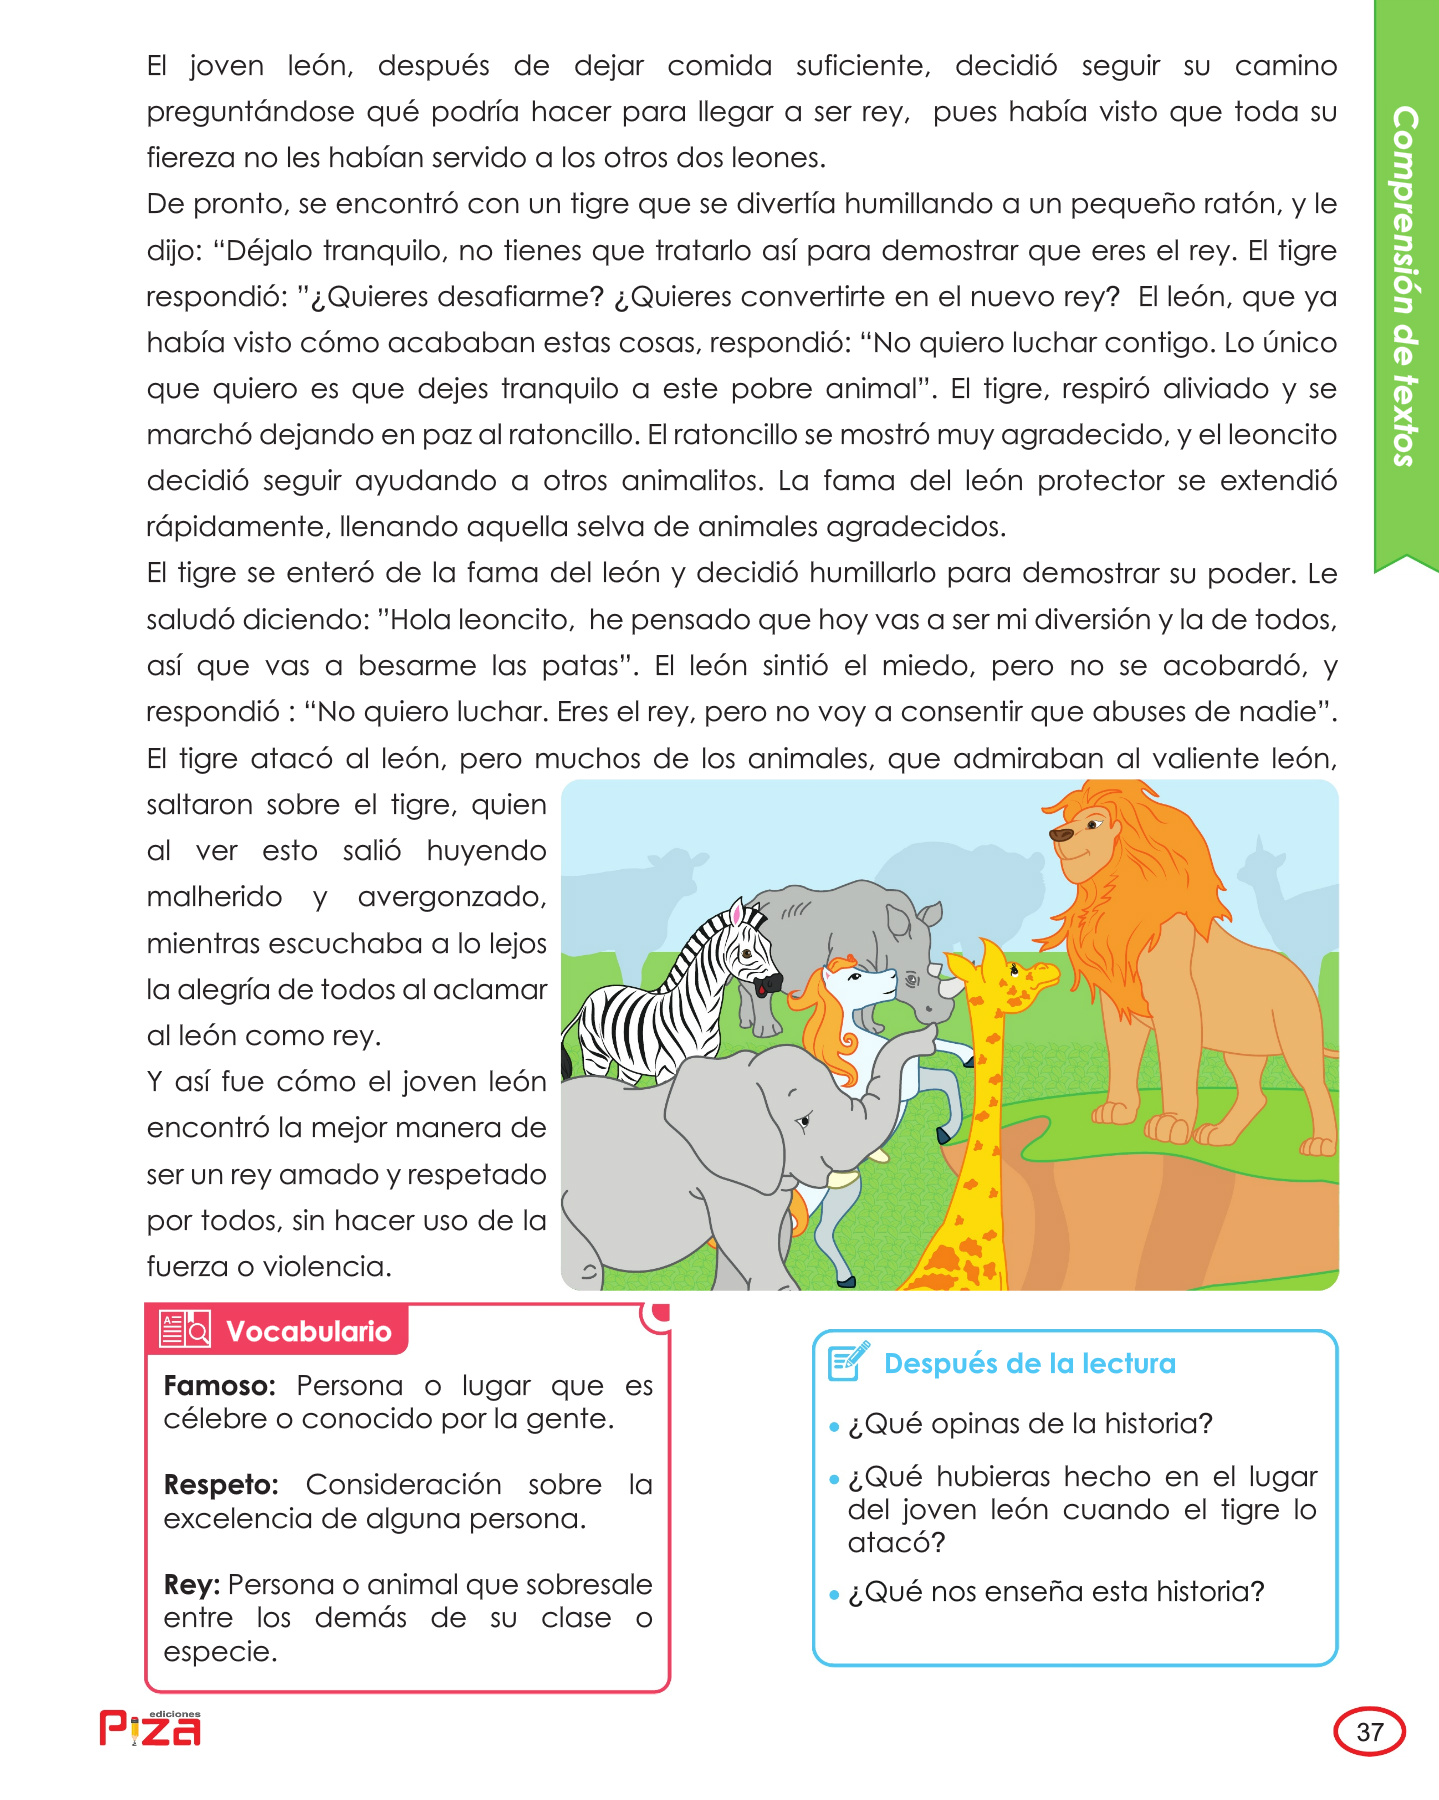 El joven león, después de dejar comida suficiente, decidió seguir su camino
preguntándose qué podría hacer para llegar a ser rey, pues había visto que toda su
fiereza no les habían servido a los otros dos leones.
De pronto, se encontró con un tigre que se divertía humillando a un pequeño ratón, y le
dijo: “Déjalo tranquilo, no tienes que tratarlo así para demostrar que eres el rey. El tigre
respondió: ”¿Quieres desafiarme? ¿Quieres convertirte en el nuevo rey? El león, que ya
había visto cómo acababan estas cosas, respondió: “No quiero luchar contigo. Lo único
que quiero es que dejes tranquilo a este pobre animal”. El tigre, respiró aliviado y se
marchó dejando en paz al ratoncillo. El ratoncillo se mostró muy agradecido, y el leoncito
decidió seguir ayudando a otros animalitos. La fama del león protector se extendió
rápidamente, llenando aquella selva de animales agradecidos.
El tigre se enteró de la fama del león y decidió humillarlo para demostrar su poder. Le
saludó diciendo: ”Hola leoncito, he pensado que hoy vas a ser mi diversión y la de todos,
así que vas a besarme las patas”. El león sintió el miedo, pero no se acobardó, y
respondió : “No quiero luchar. Eres el rey, pero no voy a consentir que abuses de nadie”.
El tigre atacó al león, pero muchos de los animales, que admiraban al valiente león,
saltaron sobre el tigre, quien
al ver esto salió huyendo
malherido y avergonzado,
mientras escuchaba a lo lejos
la alegría de todos al aclamar
al león como rey.
Y así fue cómo el joven león
encontró la mejor manera de
ser un rey amado y respetado
por todos, sin hacer uso de la
fuerza o violencia.
Vocabulario
Famoso: Persona o lugar que es
célebre o conocido por la gente.
Respeto: Consideración sobre la
excelencia de alguna persona.
Rey: Persona o animal que sobresale
entre los demás de su clase o
especie.
Después de la lectura
• ¿Qué opinas de la historia?
• ¿Qué hubieras hecho en el lugar
del joven león cuando el tigre lo
atacó?
• ¿Qué nos enseña esta historia?
Comprensión de textos
ediciones
Piza
37